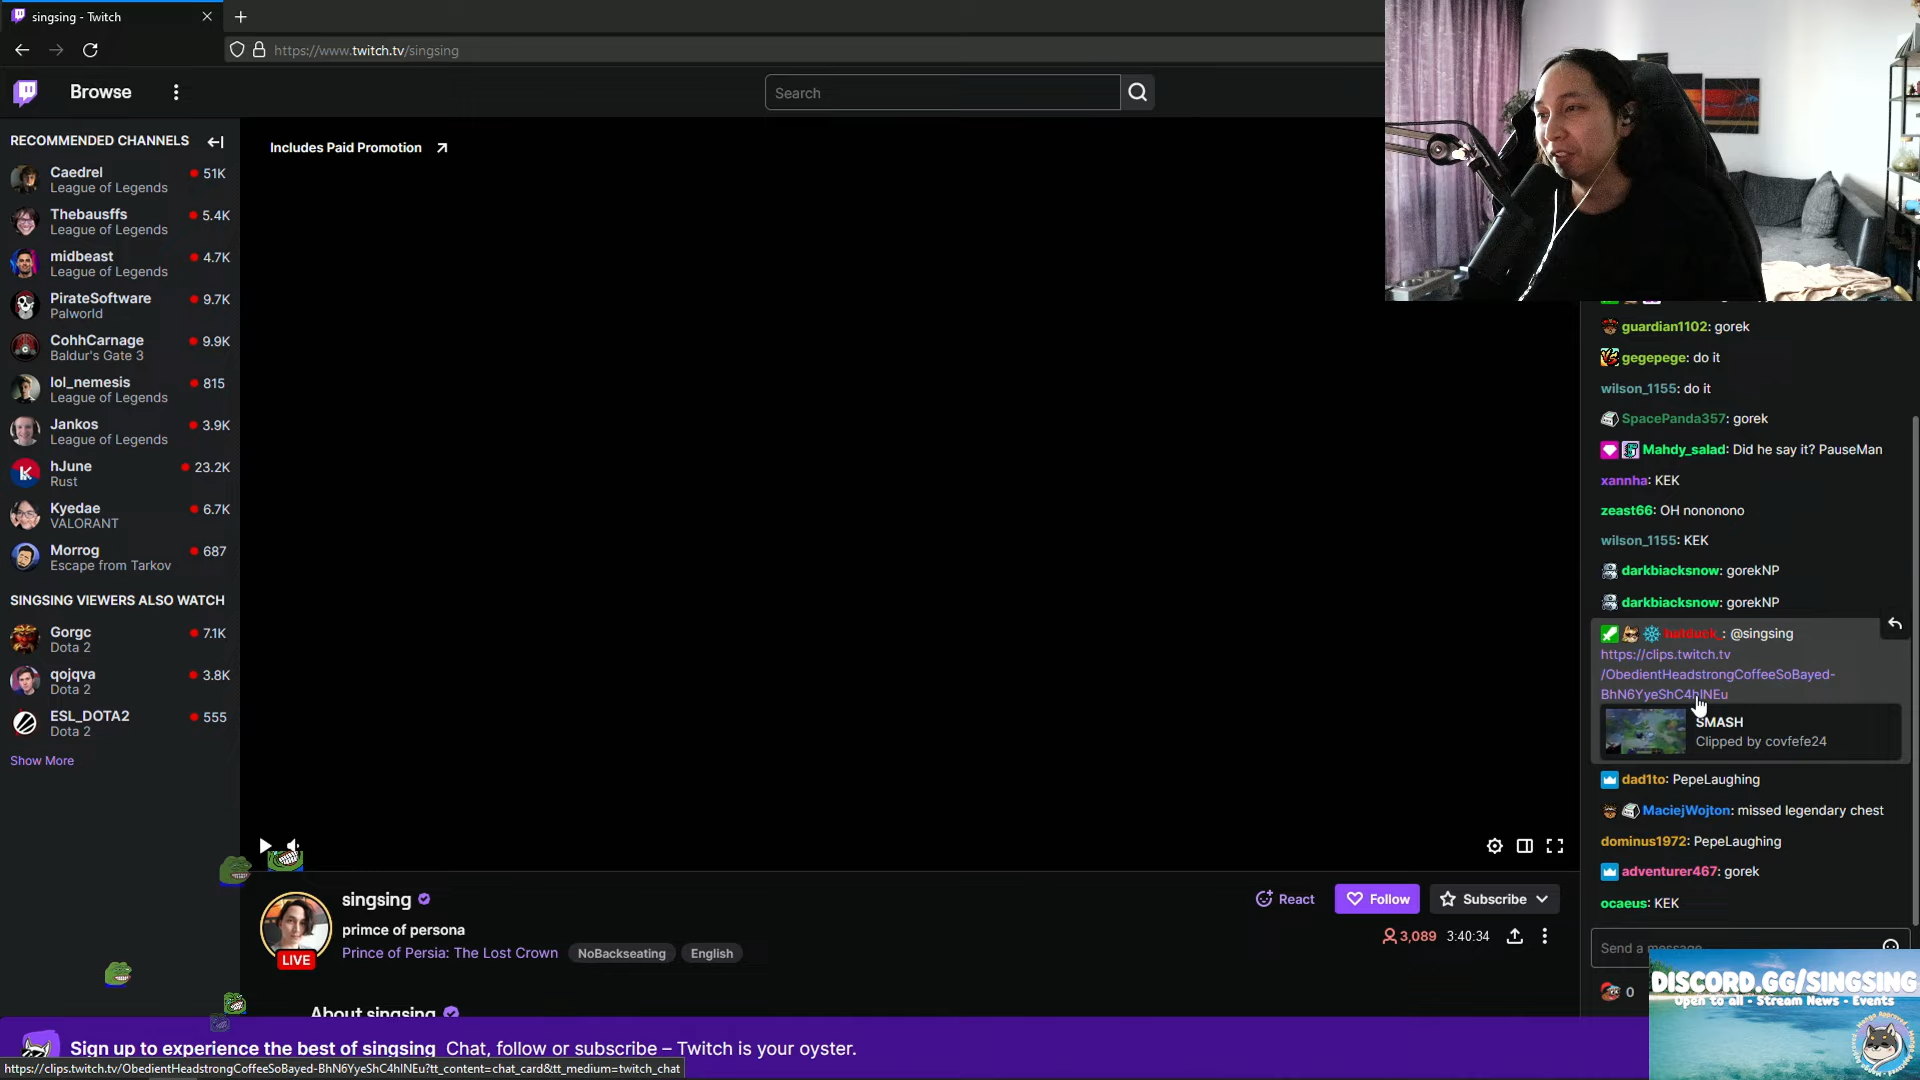 singsing - Twitch
https://www.twitch.tv/singsing
Browse
Search
RECOMMENDED CHANNELS
Caedrel
51K
League of Legends
Thebausffs
5.4K
League of Legends
midbeast
4.7K
League of Legends
PirateSoftware
9.7K
Palworld
CohhCarnage
9.9K
Baldur's Gate 3
lol_nemesis
815
League of Legends
Jankos
3.9K
League of Legends
hJune
23.2K
Rust
Kyedae
6.7K
VALORANT
Morrog
687
Escape from Tarkov
SINGSING VIEWERS ALSO WATCH
Gorgc
7.1K
Dota 2
qojqva
3.8K
Dota 2
ESL_DOTA2
555
Dota 2
Show More
Includes Paid Promotion
singsing
primce of persona
Prince of Persia: The Lost Crown
NoBackseating
English
LIVE
React
Follow
Subscribe
3,089
3:40:34
About singsing
guardian1102: gorek
gegepege: do it
wilson_1155: do it
SpacePanda357: gorek
Mahdy_salad: Did he say it? PauseMan
xannha: KEK
zeast66: OH nononono
wilson_1155: KEK
darkbiacksnow: gorekNP
darkbiacksnow: gorekNP
hatduck_: @singsing
https://clips.twitch.tv
/ObedientHeadstrongCoffeeSoBayed-
BhN6YyeShC4hlNEu
SMASH
Clipped by covfefe24
dad1to: PepeLaughing
MaciejWojton: missed legendary chest
dominus1972: PepeLaughing
adventurer467: gorek
ocaeus: KEK
Send a message
0
DISCORD.GG/SINGSING
Open to all - Stream News - Events
Sign up to experience the best of singsing Chat, follow or subscribe – Twitch is your oyster.
https://clips.twitch.tv/ObedientHeadstrongCoffeeSoBayed-BhN6YyeShC4hlNEu?tt_content=chat_card&tt_medium=twitch_chat